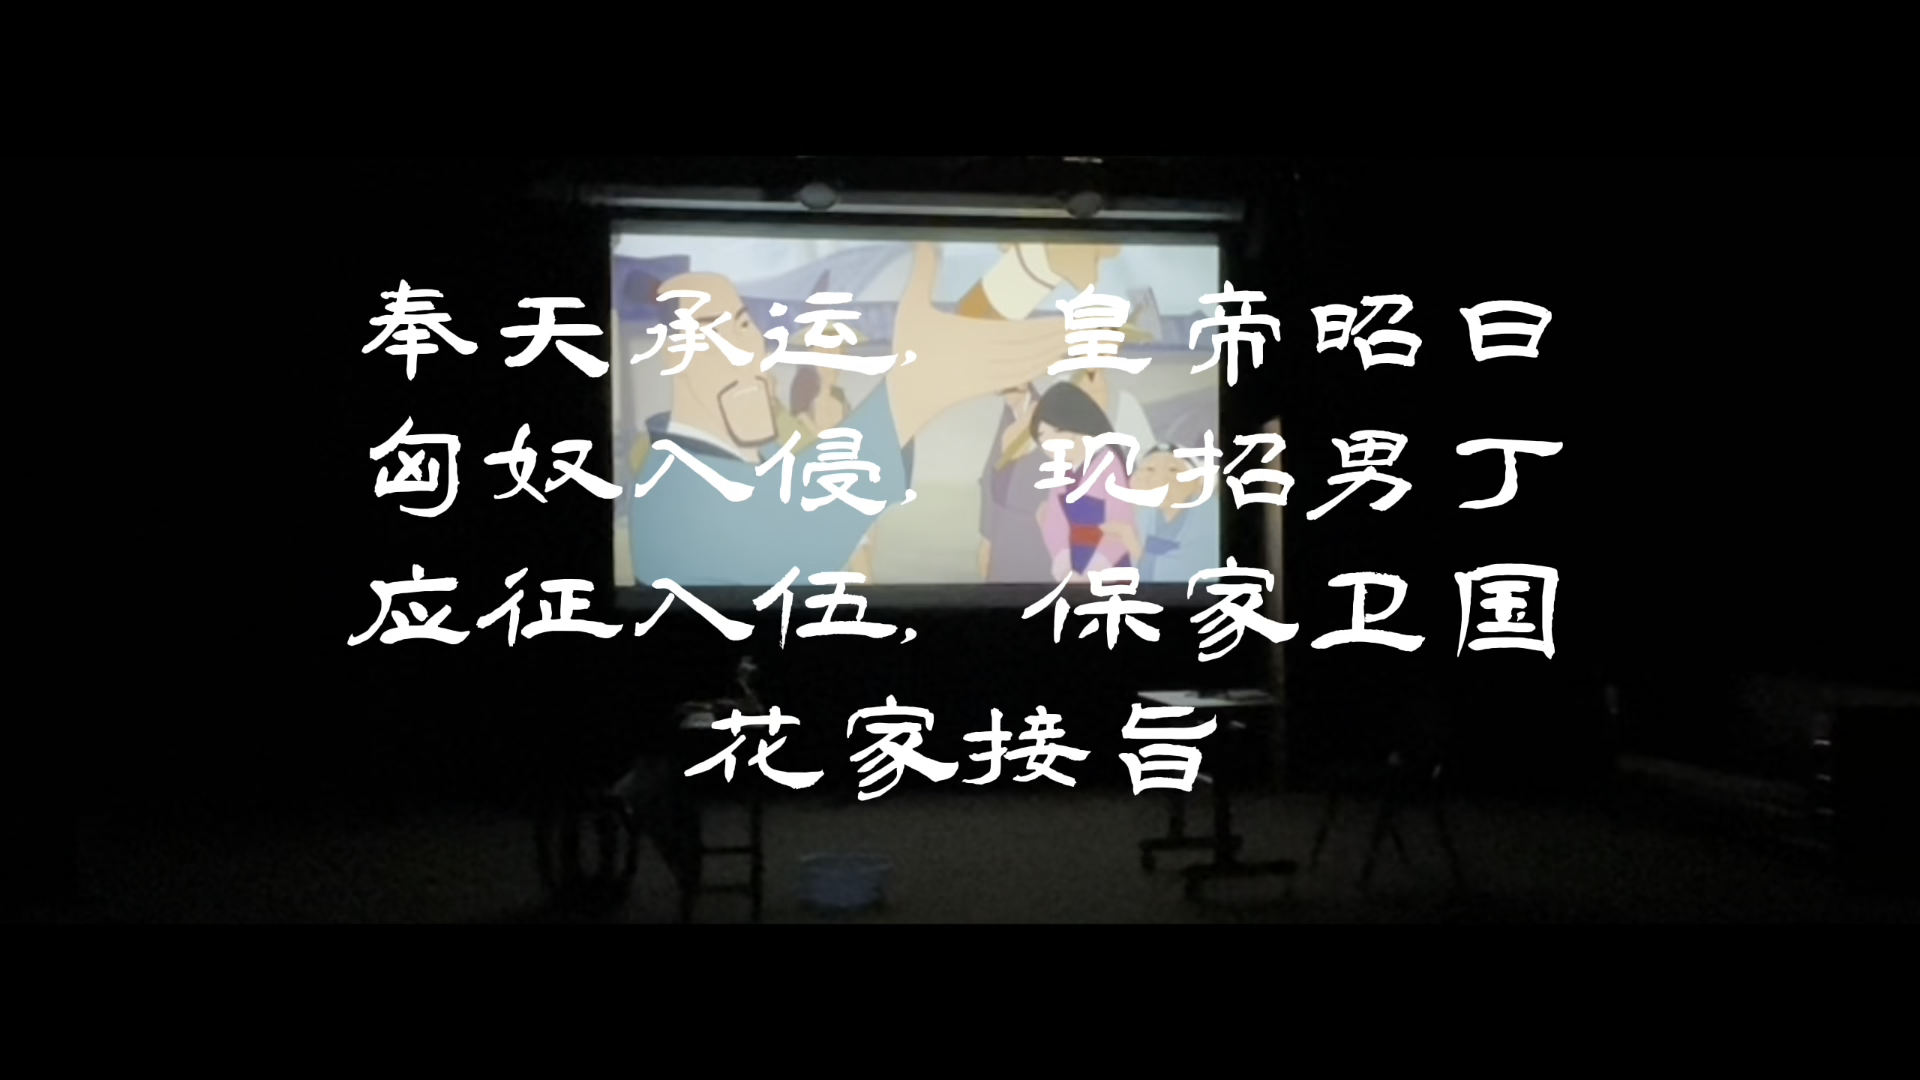 奉天承运，皇帝昭曰
匈奴入侵，现招男丁
应征入伍，保家卫国
花家接旨